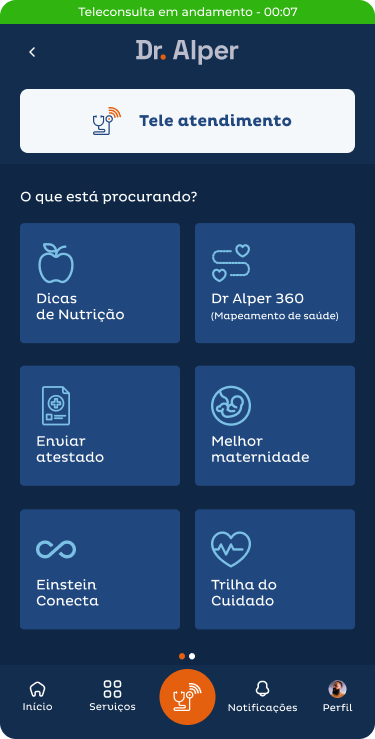 Teleconsulta em andamento - 00:07
Dr. Alper
Tele atendimento
O que está procurando?
Dicas
de Nutrição
Dr Alper 360
(Mapeamento de saúde)
Enviar
atestado
Melhor
maternidade
Einstein
Conecta
Trilha do
Cuidado
Início
Serviços
Notificações
Perfil